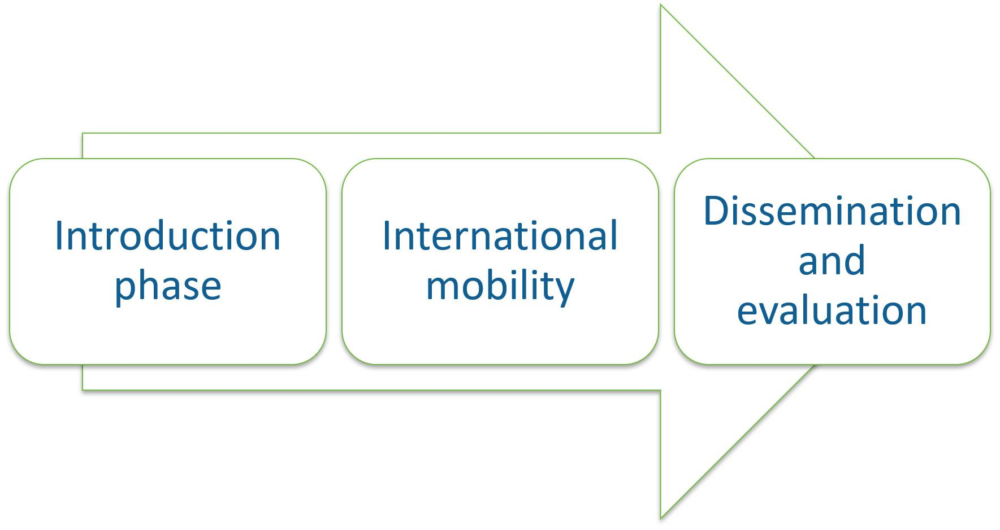 Introduction
phase
International
mobility
Dissemination
and
evaluation